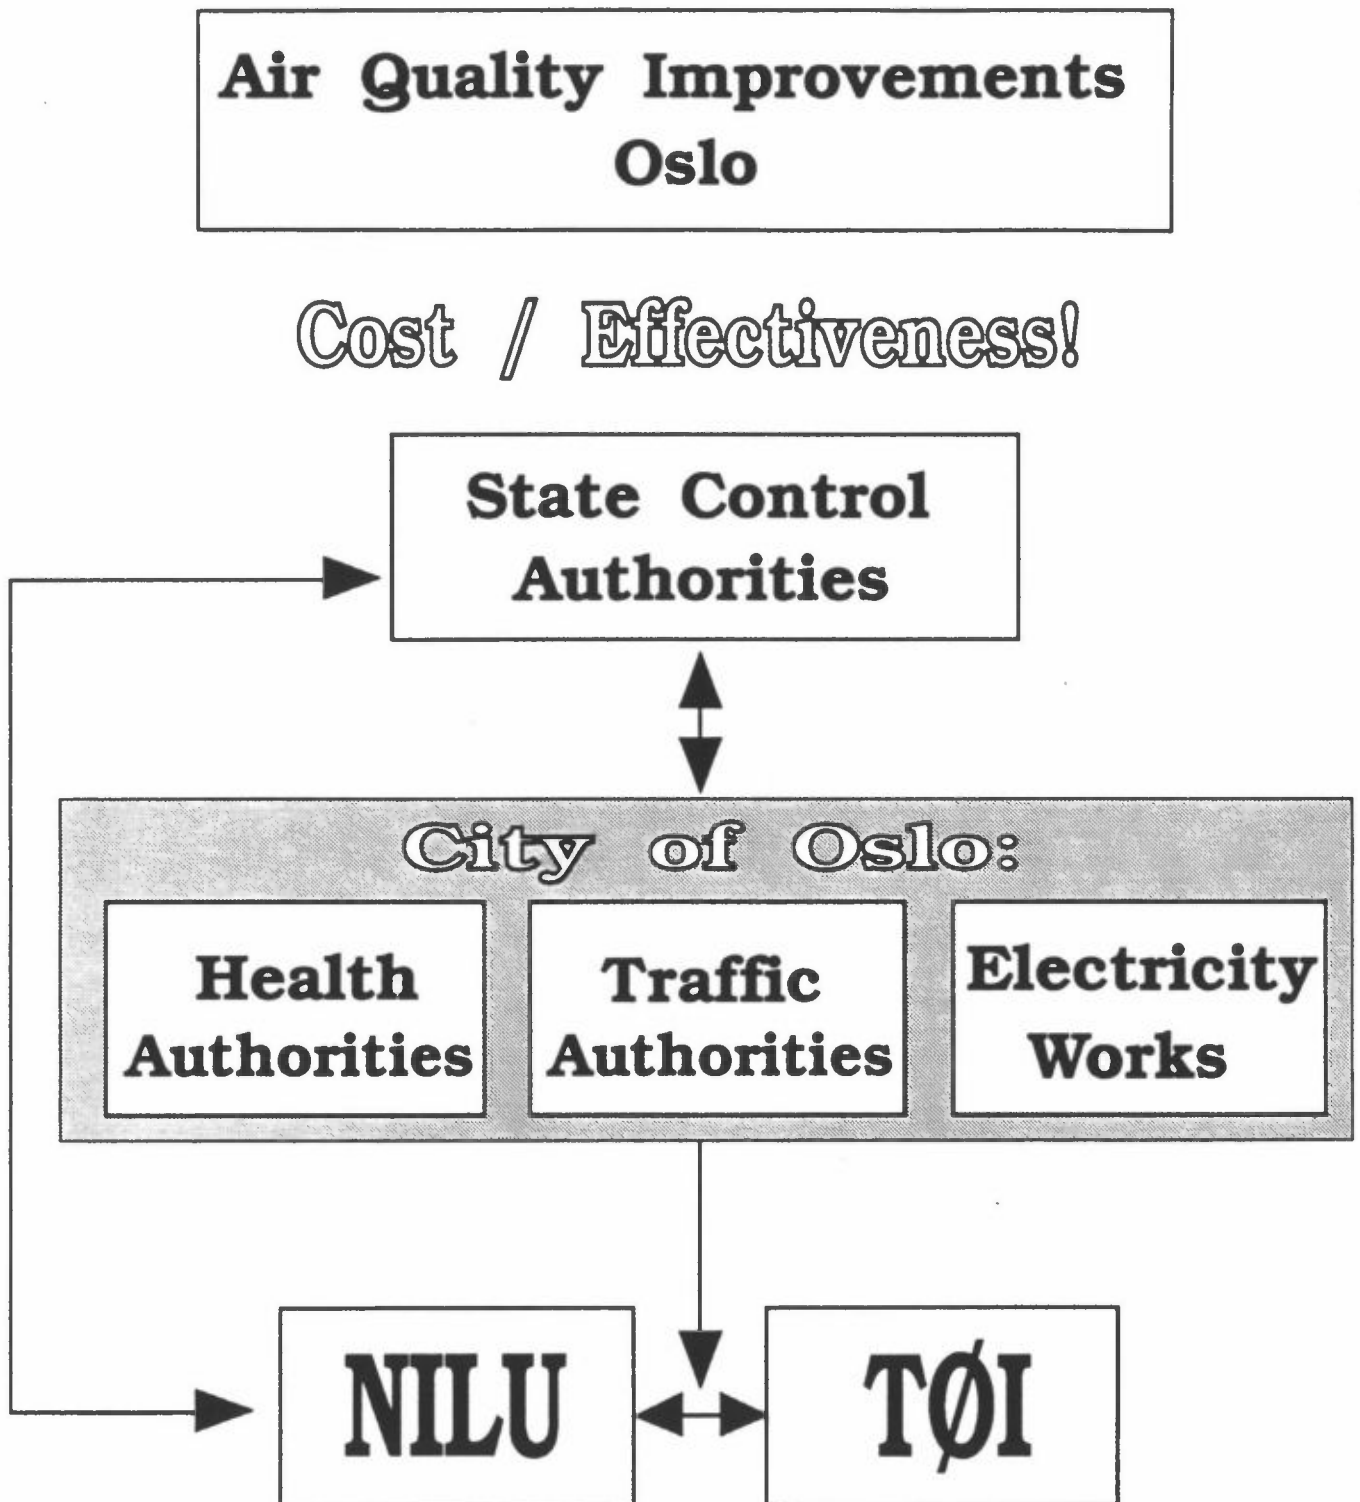 Air Quality Improvements
Oslo
Cost / Effectiveness!
State Control
Authorities
City of Oslo:
Health
Authorities
Traffic
Authorities
Electricity
Works
NILU
TØI